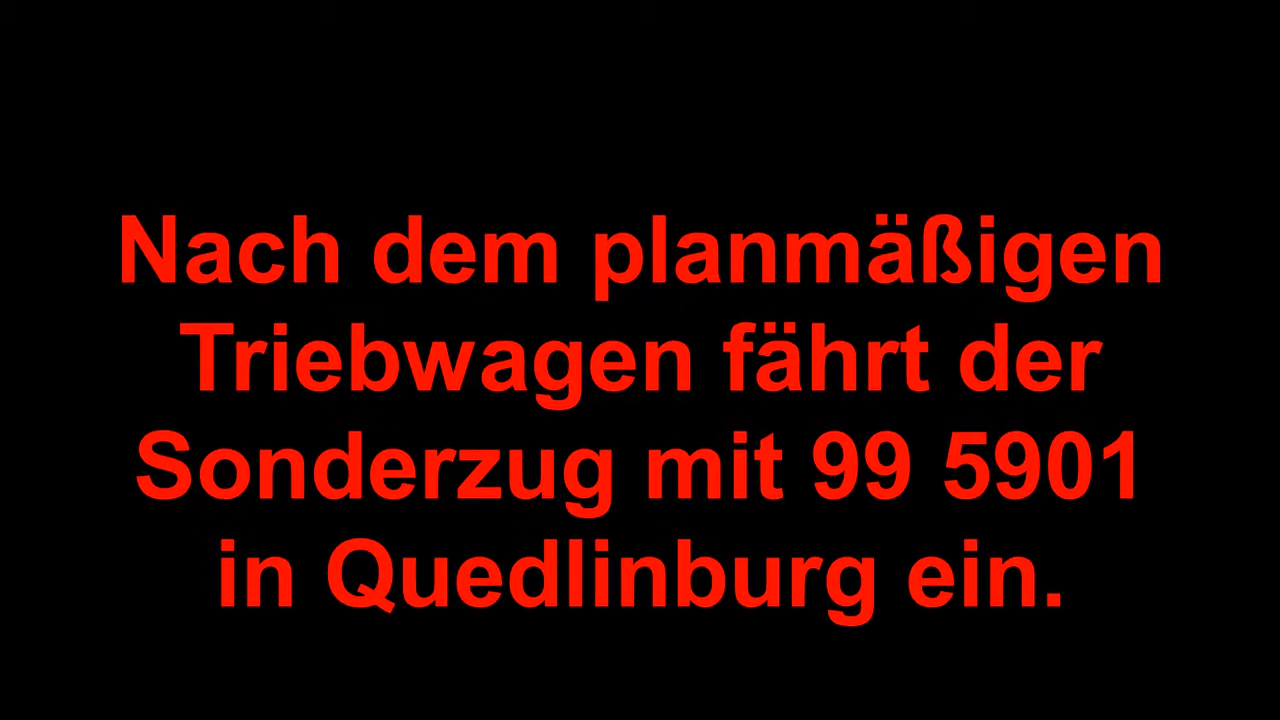 Nach dem planmäßigen
Triebwagen fährt der
Sonderzug mit 99 5901
in Quedlinburg ein.